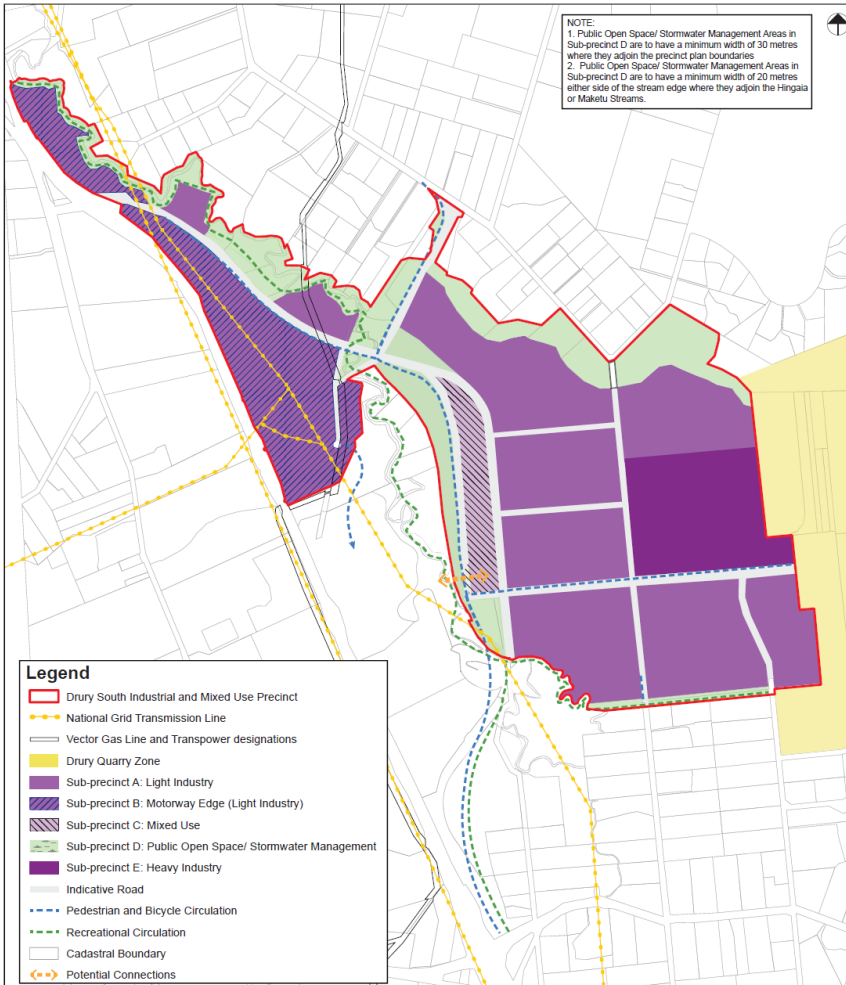 NOTE:
1. Public Open Space/ Stormwater Management Areas in
Sub-precinct D are to have a minimum width of 30 metres
where they adjoin the precinct plan boundaries
2.  Public Open Space/ Stormwater Management Areas in
Sub-precinct D are to have a minimum width of 20 metres
either side of the stream edge where they adjoin the Hingaia
or Maketu Streams.
Legend
Drury South Industrial and Mixed Use Precinct
National Grid Transmission Line
Vector Gas Line and Transpower designations
Drury Quarry Zone
Sub-precinct A: Light Industry
Sub-precinct B: Motorway Edge (Light Industry)
Sub-precinct C: Mixed Use
Sub-precinct D: Public Open Space/ Stormwater Management
Sub-precinct E: Heavy Industry
Indicative Road
Pedestrian and Bicycle Circulation
Recreational Circulation
Cadastral Boundary
Potential Connections